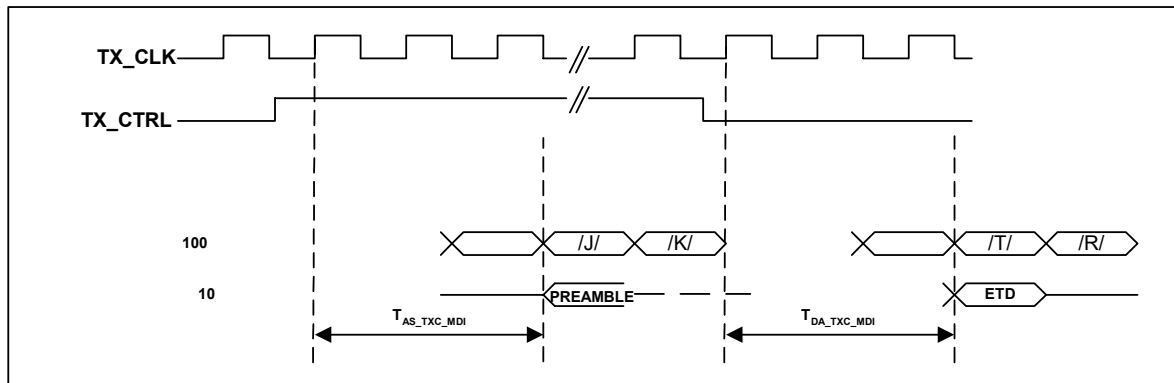 TX_CLK
TX_CTRL
100 /J/ /K/ /T/ /R/
10 PREAMBLE ETD
TAS_TXC_MDI TDA_TXC_MDI